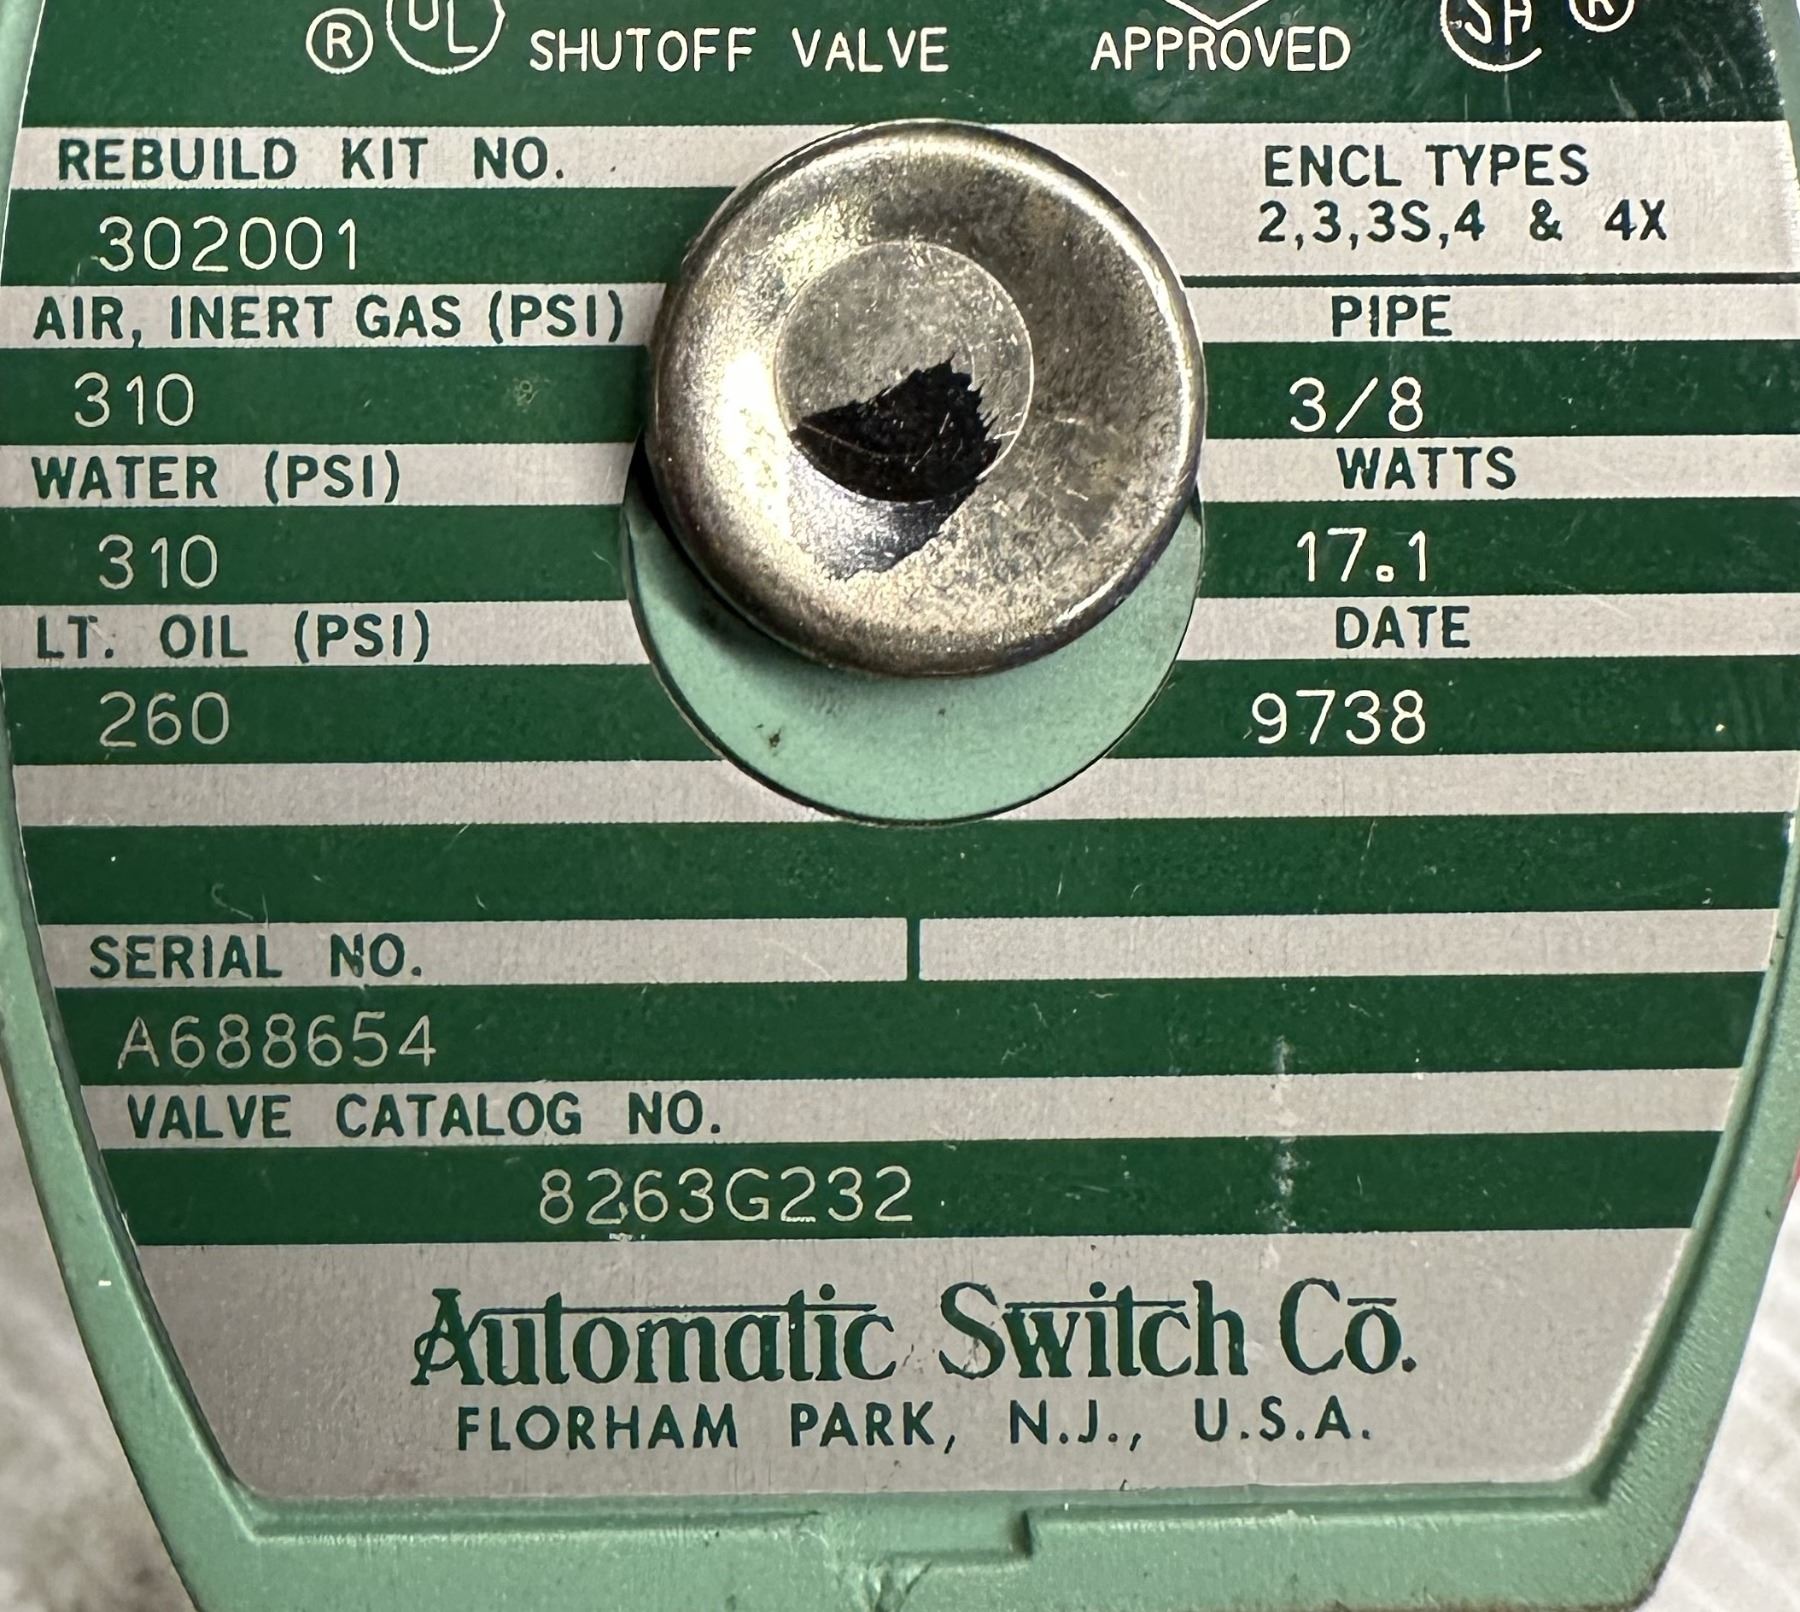 ® UL SHUTOFF VALVE APPROVED SA ®
REBUILD KIT NO.
302001
ENCL TYPES
2,3,3S,4 & 4X
AIR, INERT GAS (PSI)
310
PIPE
3/8
WATER (PSI)
310
WATTS
17.1
LT. OIL (PSI)
260
DATE
9738
SERIAL NO.
A688654
VALVE CATALOG NO.
8263G232
Automatic Switch Co.
FLORHAM PARK, N.J., U.S.A.